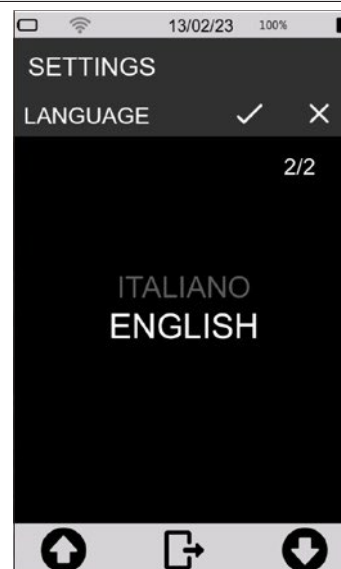 13/02/23 100%
SETTINGS
LANGUAGE
2/2
ITALIANO
ENGLISH